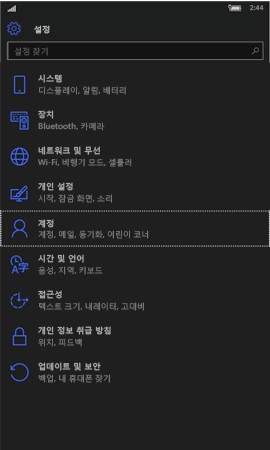 2:44
설정
설정 찾기
시스템
디스플레이, 알림, 배터리
장치
Bluetooth, 카메라
네트워크 및 무선
Wi-Fi, 비행기 모드, 셀룰러
개인 설정
시작, 잠금 화면, 소리
계정
계정, 메일, 동기화, 어린이 코너
시간 및 언어
음성, 지역, 키보드
접근성
텍스트 크기, 내레이터, 고대비
개인 정보 취급 방침
위치, 피드백
업데이트 및 보안
백업, 내 휴대폰 찾기